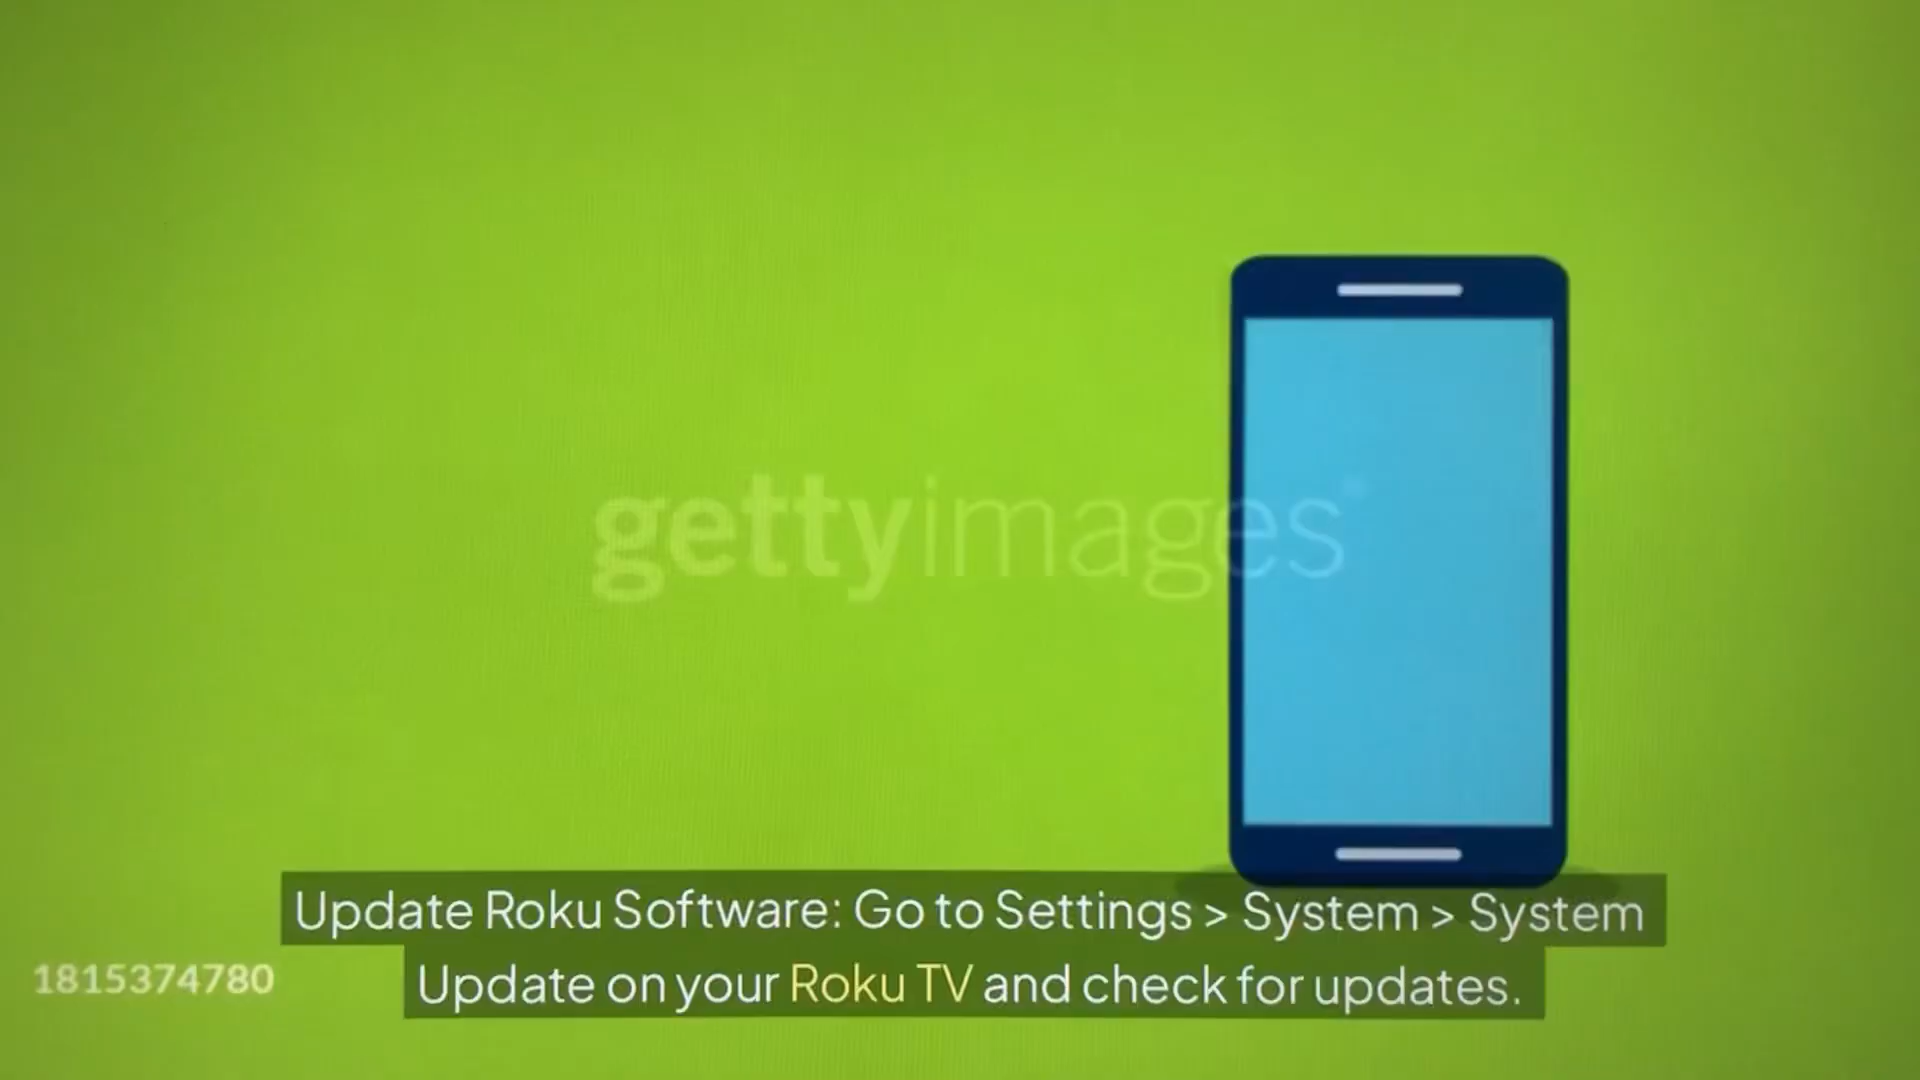 gettyimages
Update Roku Software: Go to Settings > System > System
Update on your Roku TV and check for updates.
1815374780